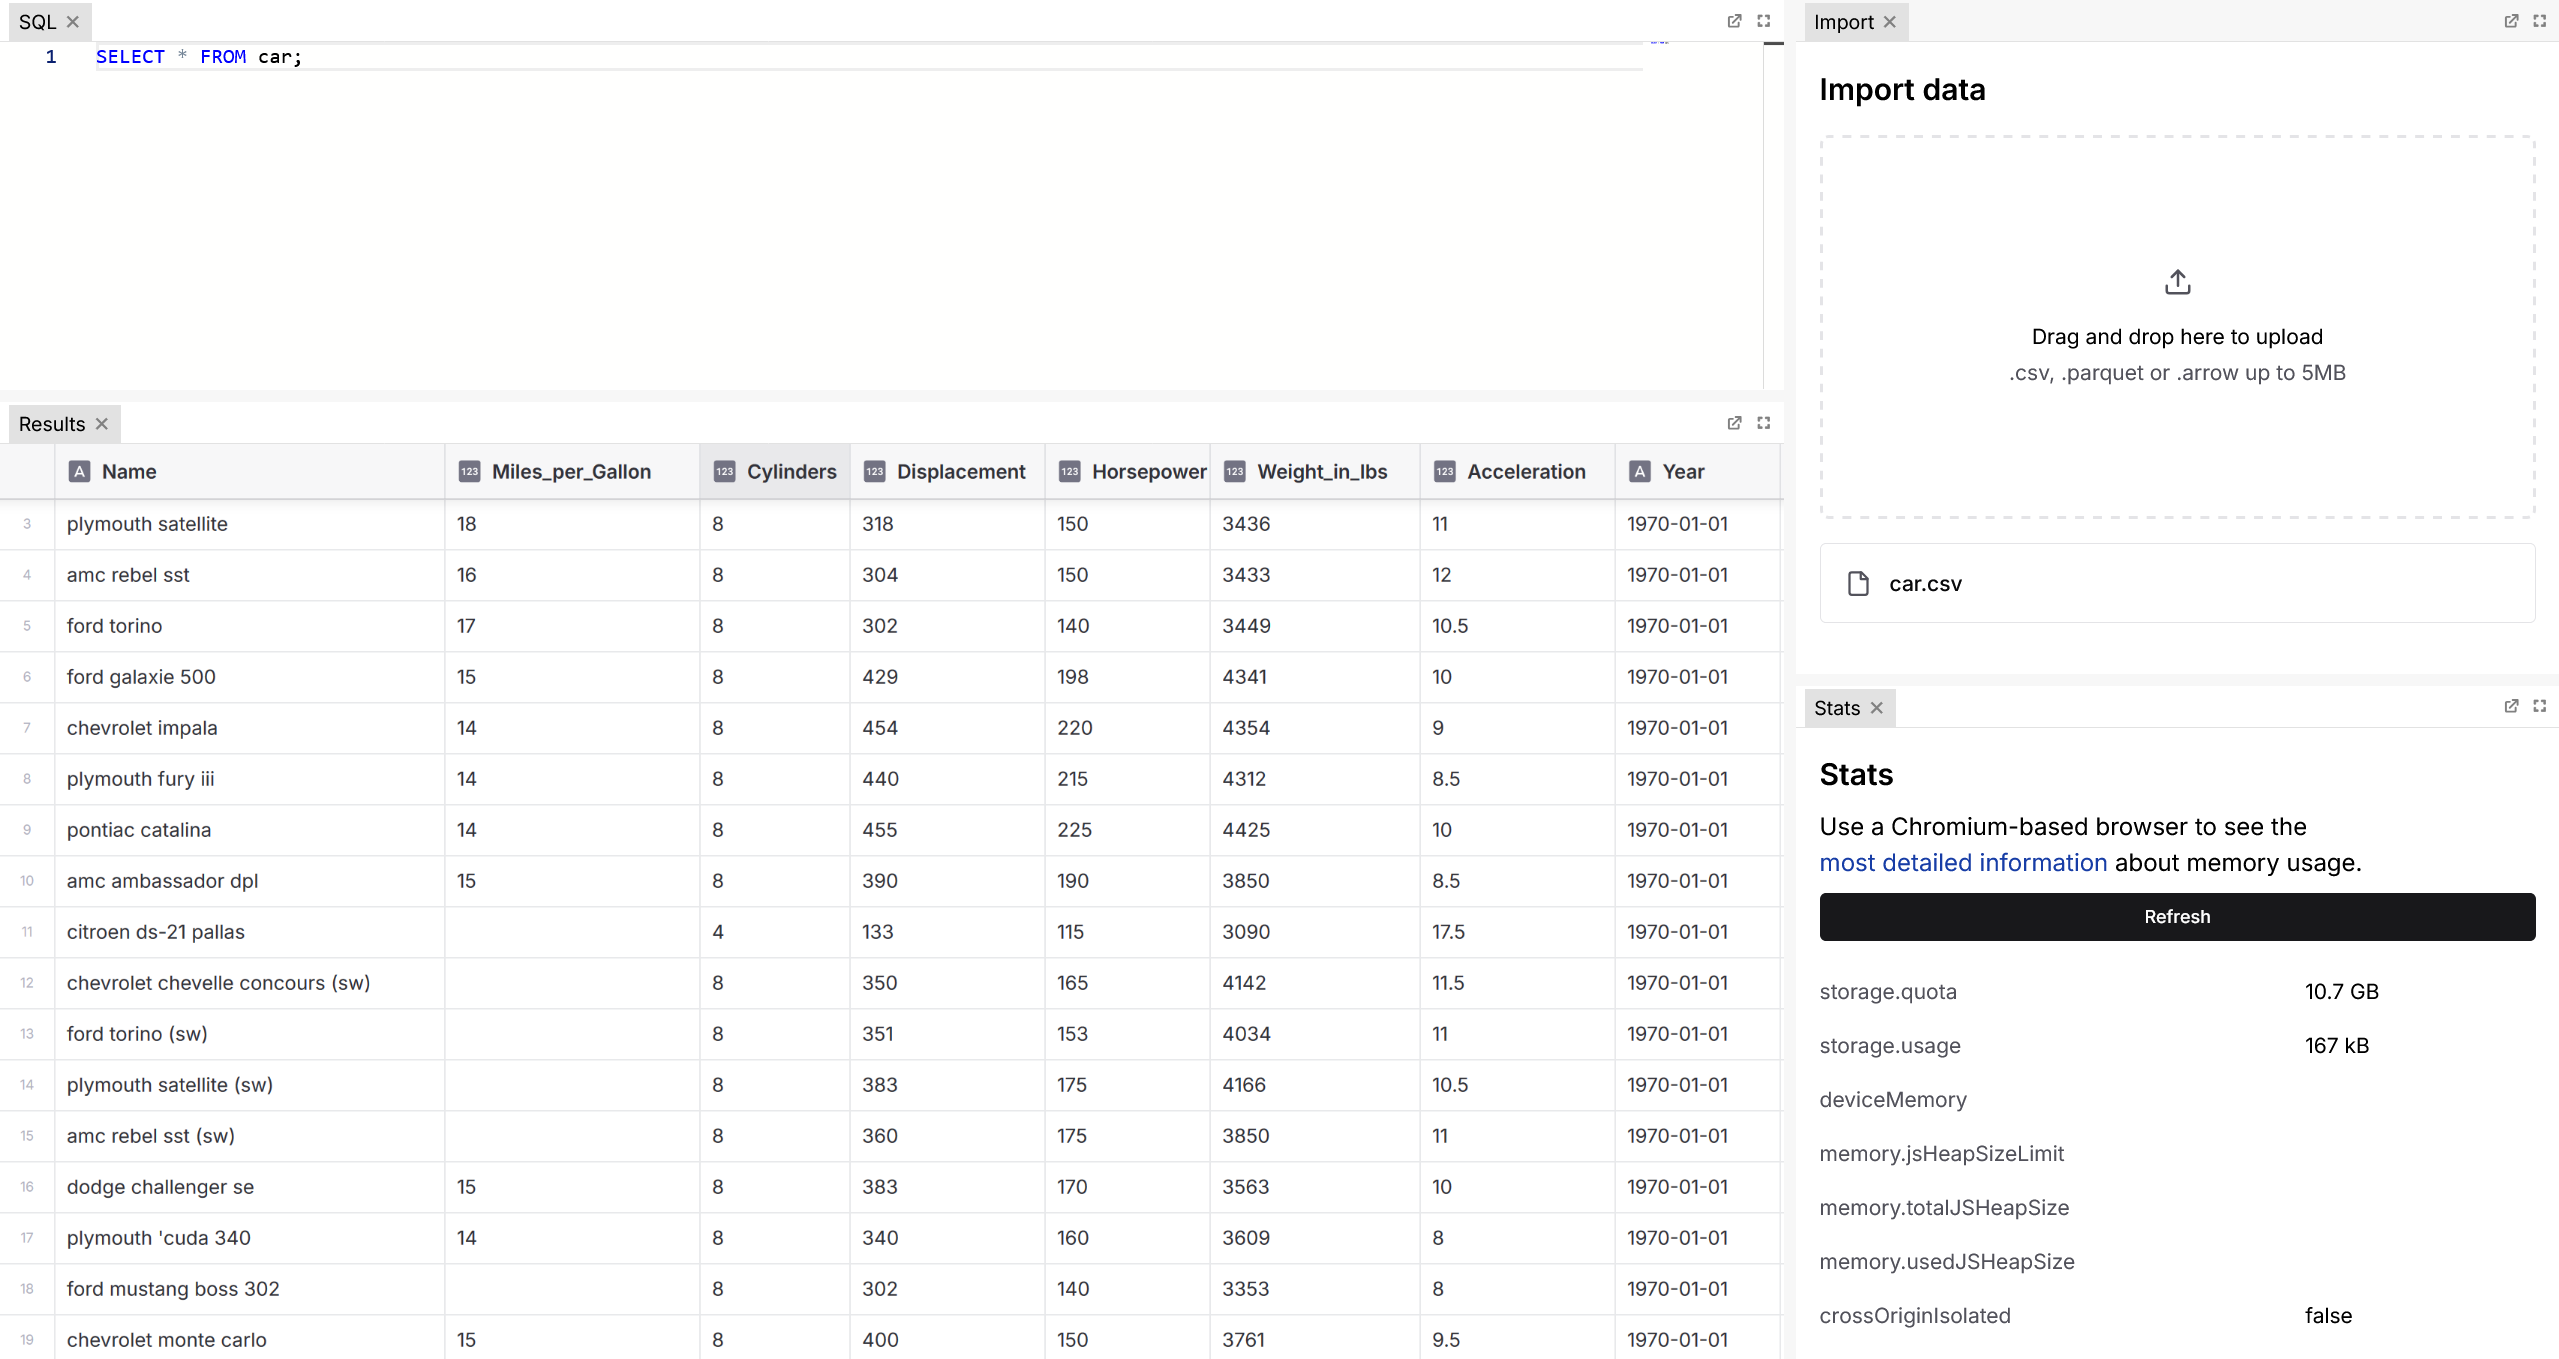 SQL
1 SELECT * FROM car;
Results
Name Miles_per_Gallon Cylinders Displacement Horsepower Weight_in_lbs Acceleration Year
3 plymouth satellite 18 8 318 150 3436 11 1970-01-01
4 amc rebel sst 16 8 304 150 3433 12 1970-01-01
5 ford torino 17 8 302 140 3449 10.5 1970-01-01
6 ford galaxie 500 15 8 429 198 4341 10 1970-01-01
7 chevrolet impala 14 8 454 220 4354 9 1970-01-01
8 plymouth fury iii 14 8 440 215 4312 8.5 1970-01-01
9 pontiac catalina 14 8 455 225 4425 10 1970-01-01
10 amc ambassador dpl 15 8 390 190 3850 8.5 1970-01-01
11 citroen ds-21 pallas 4 133 115 3090 17.5 1970-01-01
12 chevrolet chevelle concours (sw) 8 350 165 4142 11.5 1970-01-01
13 ford torino (sw) 8 351 153 4034 11 1970-01-01
14 plymouth satellite (sw) 8 383 175 4166 10.5 1970-01-01
15 amc rebel sst (sw) 8 360 175 3850 11 1970-01-01
16 dodge challenger se 15 8 383 170 3563 10 1970-01-01
17 plymouth 'cuda 340 14 8 340 160 3609 8 1970-01-01
18 ford mustang boss 302 8 302 140 3353 8 1970-01-01
19 chevrolet monte carlo 15 8 400 150 3761 9.5 1970-01-01
Import
Import data
Drag and drop here to upload
.csv, .parquet or .arrow up to 5MB
car.csv
Stats
Stats
Use a Chromium-based browser to see the
most detailed information about memory usage.
Refresh
storage.quota 10.7 GB
storage.usage 167 kB
deviceMemory
memory.jsHeapSizeLimit
memory.totalJSHeapSize
memory.usedJSHeapSize
crossOriginIsolated false